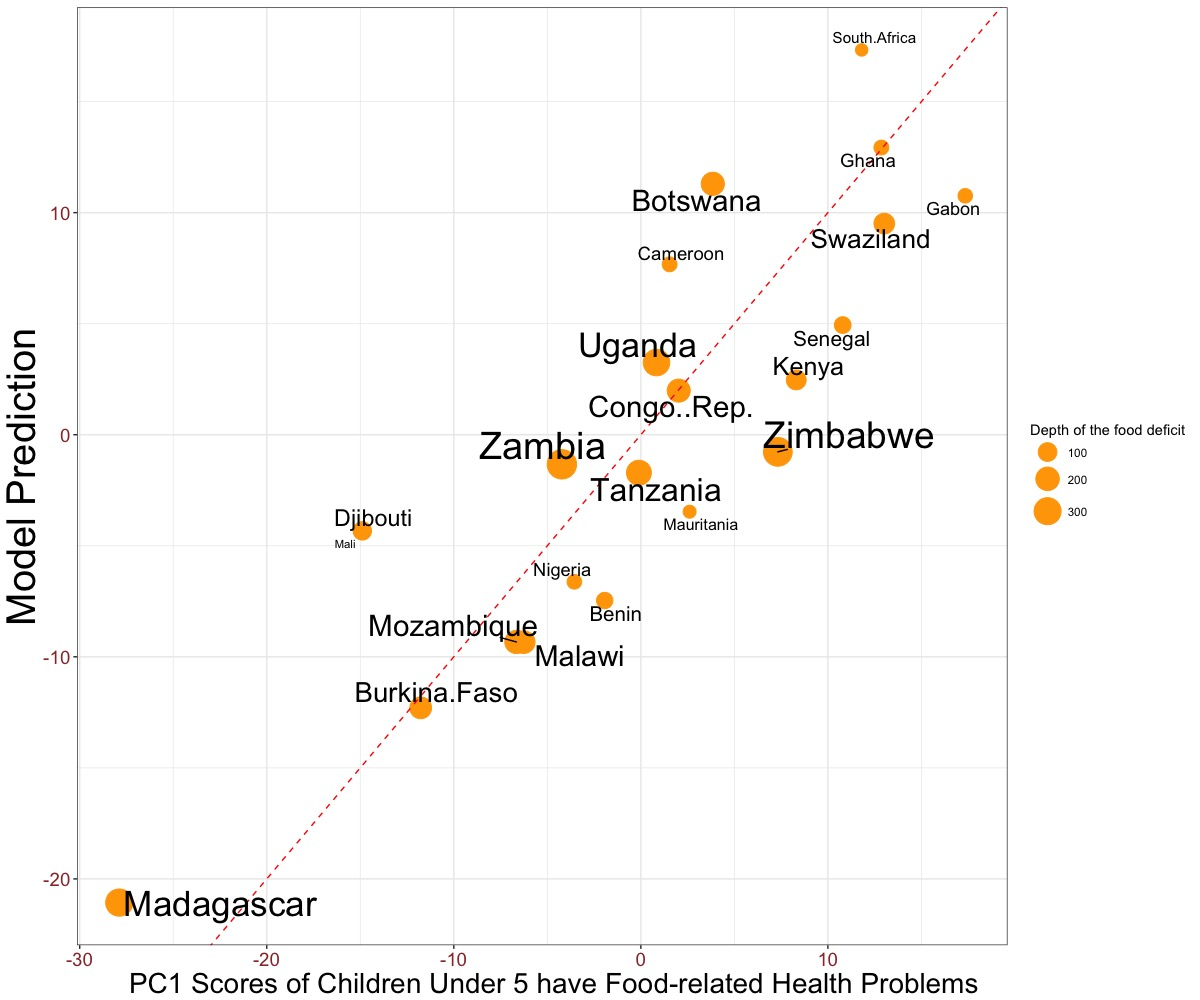 South.Africa
Ghana
Gabon
Botswana
Swaziland
Cameroon
Senegal
Uganda
Kenya
Congo..Rep.
Zimbabwe
Zambia
Tanzania
Mauritania
Djibouti
Mali
Nigeria
Benin
Mozambique
Malawi
Burkina.Faso
Madagascar
10
0
-10
-20
-30
-20
-10
0
10
Model Prediction
PC1 Scores of Children Under 5 have Food-related Health Problems
Depth of the food deficit
100
200
300